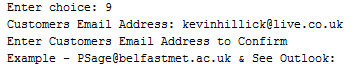 Enter choice: 9
Customers Email Address: kevinhillick@live.co.uk
Enter Customers Email Address to Confirm
Example - PSage@belfastmet.ac.uk & See Outlook: